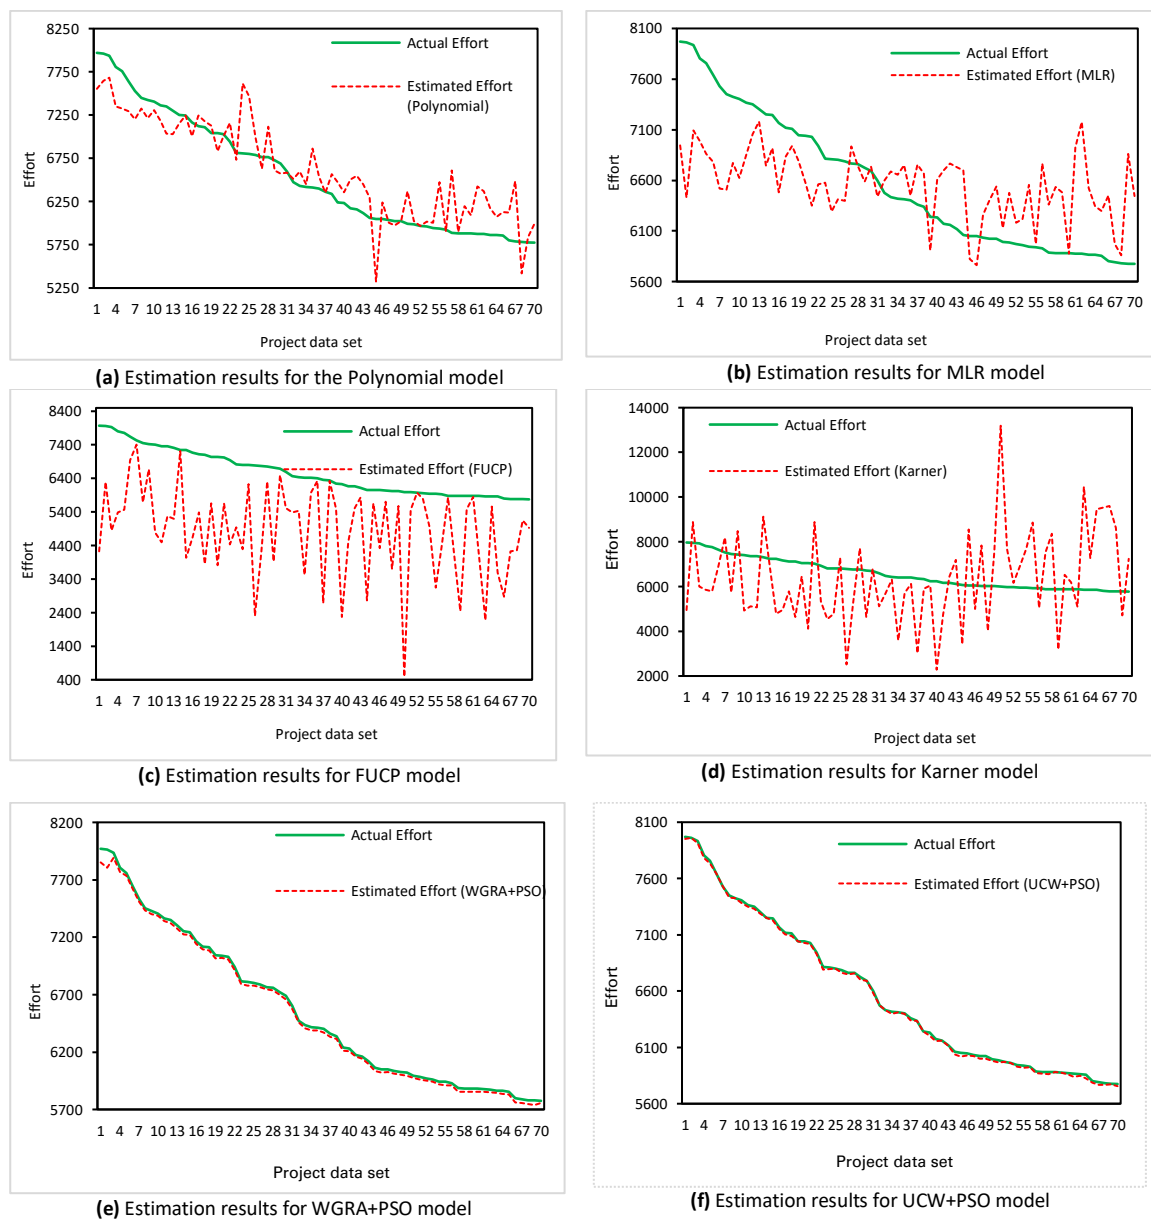 8250
7750
7250
6750
6250
5750
5250
Effort
Actual Effort
Estimated Effort
(Polynomial)
1 4 7 10 13 16 19 22 25 28 31 34 37 40 43 46 49 52 55 58 61 64 67 70
Project data set
(a) Estimation results for the Polynomial model
8100
7600
7100
6600
6100
5600
Effort
Actual Effort
Estimated Effort (MLR)
1 4 7 10 13 16 19 22 25 28 31 34 37 40 43 46 49 52 55 58 61 64 67 70
Project data set
(b) Estimation results for MLR model
8400
7400
6400
5400
4400
3400
2400
1400
400
Effort
Actual Effort
Estimated Effort (FUCP)
1 4 7 10 13 16 19 22 25 28 31 34 37 40 43 46 49 52 55 58 61 64 67 70
Project data set
(c) Estimation results for FUCP model
14000
12000
10000
8000
6000
4000
2000
Effort
Actual Effort
Estimated Effort (Karner)
1 4 7 10 13 16 19 22 25 28 31 34 37 40 43 46 49 52 55 58 61 64 67 70
Project data set
(d) Estimation results for Karner model
8200
7700
7200
6700
6200
5700
Effort
Actual Effort
Estimated Effort (WGRA+PSO)
1 4 7 10 13 16 19 22 25 28 31 34 37 40 43 46 49 52 55 58 61 64 67 70
Project data set
(e) Estimation results for WGRA+PSO model
8100
7600
7100
6600
6100
5600
Effort
Actual Effort
Estimated Effort (UCW+PSO)
1 4 7 10 13 16 19 22 25 28 31 34 37 40 43 46 49 52 55 58 61 64 67 70
Project data set
(f) Estimation results for UCW+PSO model